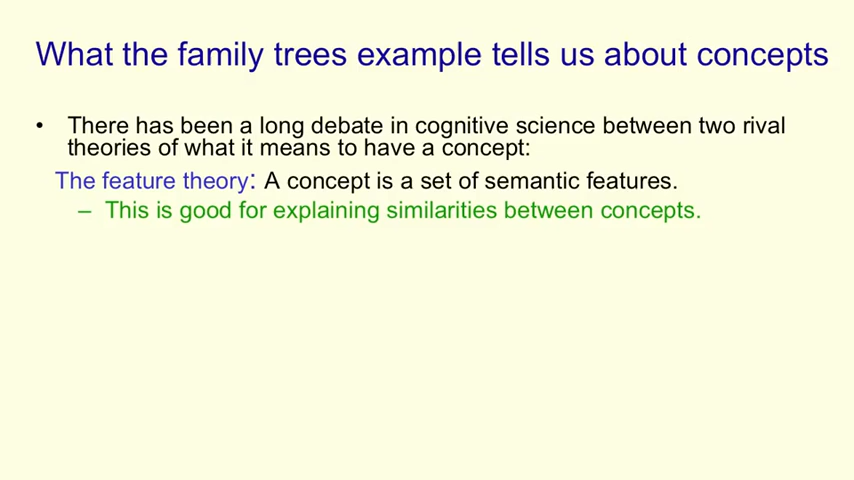 What the family trees example tells us about concepts
• There has been a long debate in cognitive science between two rival
theories of what it means to have a concept:
The feature theory: A concept is a set of semantic features.
– This is good for explaining similarities between concepts.